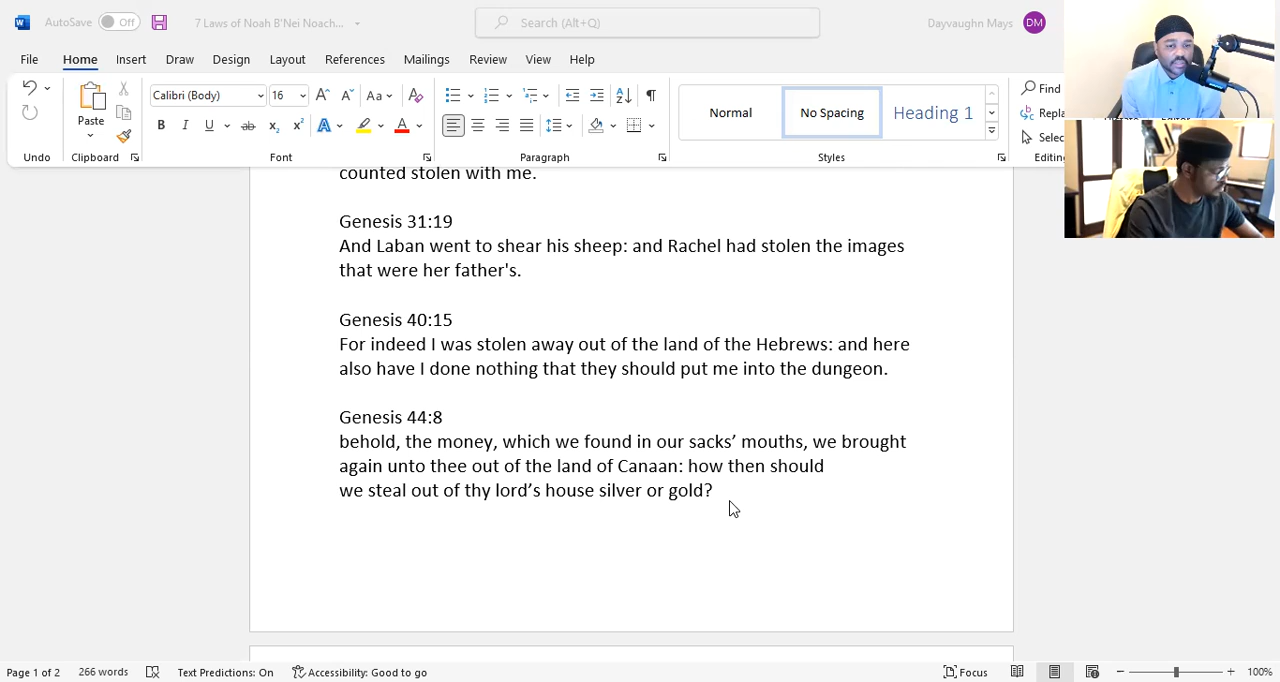 AutoSave Off 7 Laws of Noah B'Nei Noach... Search (Alt+Q) Dayvaughn Mays DM
File Home Insert Draw Design Layout References Mailings Review View Help
Calibri (Body) 16 Aa Normal No Spacing Heading 1 Find
Paste Repla
B I U ab x₂ x² A A Selec
Undo Clipboard Font Paragraph Styles Editing
counted stolen with me.
Genesis 31:19
And Laban went to shear his sheep: and Rachel had stolen the images
that were her father's.
Genesis 40:15
For indeed I was stolen away out of the land of the Hebrews: and here
also have I done nothing that they should put me into the dungeon.
Genesis 44:8
behold, the money, which we found in our sacks’ mouths, we brought
again unto thee out of the land of Canaan: how then should
we steal out of thy lord’s house silver or gold?
Page 1 of 2 266 words Text Predictions: On Accessibility: Good to go Focus 100%